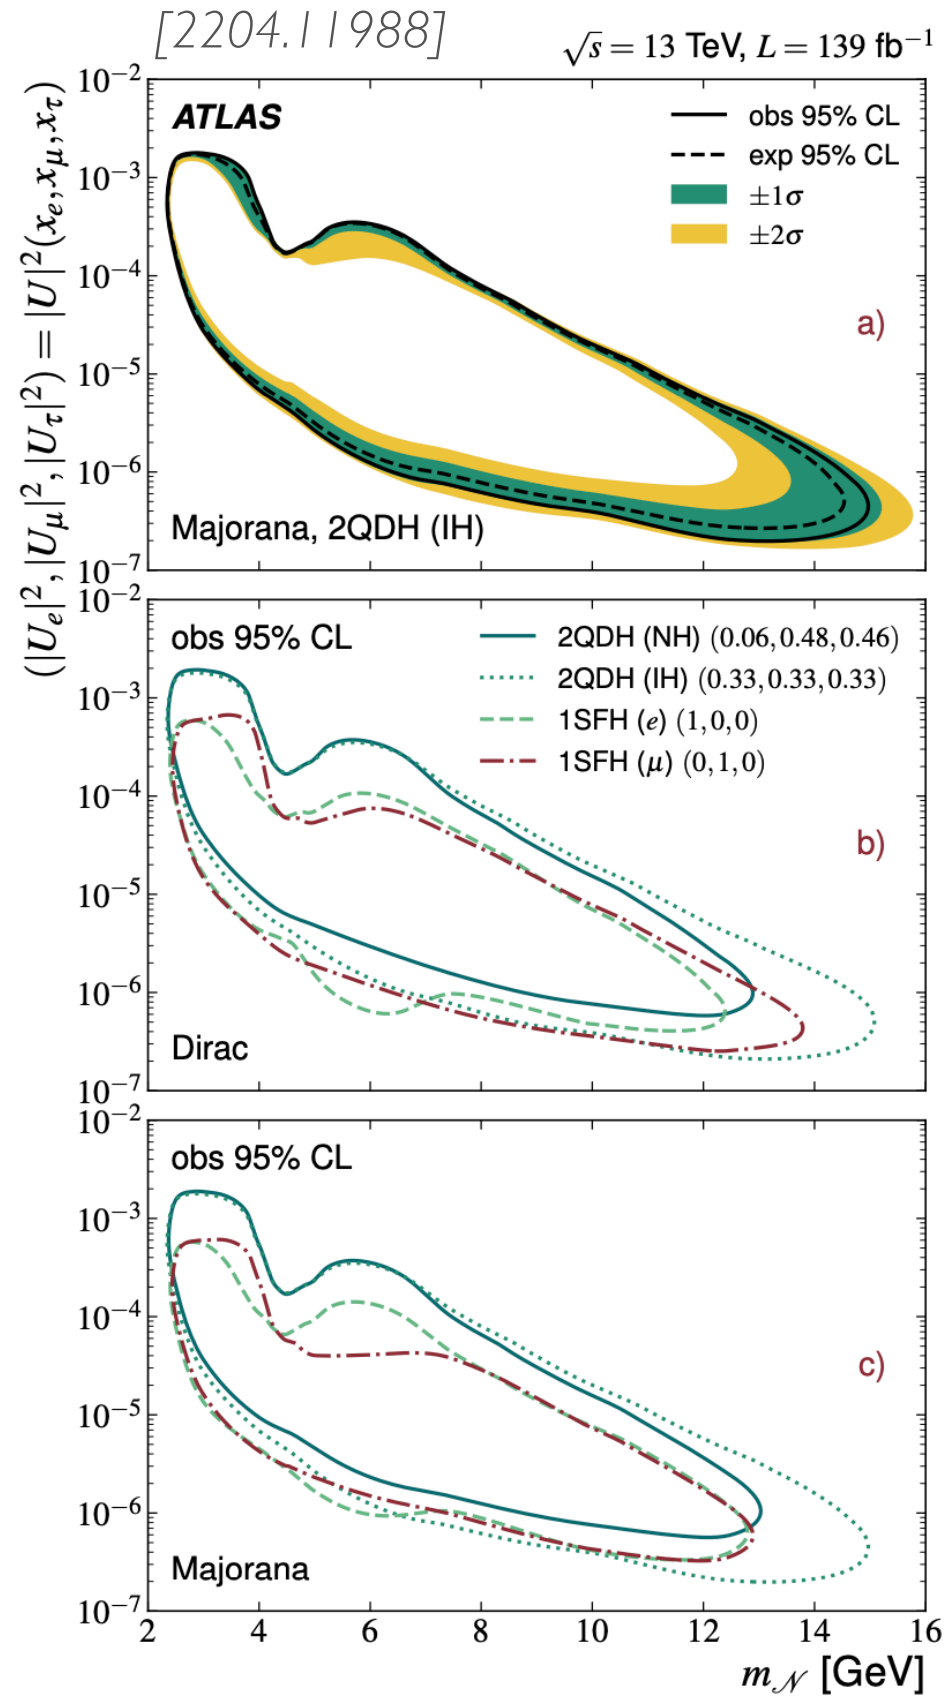 [2204.11988]
√s = 13 TeV, L = 139 fb⁻¹
(|U_e|², |U_μ|², |U_τ|²) = |U|²(x_e, x_μ, x_τ)
10⁻²
10⁻³
10⁻⁴
10⁻⁵
10⁻⁶
10⁻⁷
ATLAS
obs 95% CL
exp 95% CL
±1σ
±2σ
a)
Majorana, 2QDH (IH)
10⁻²
10⁻³
10⁻⁴
10⁻⁵
10⁻⁶
10⁻⁷
obs 95% CL
2QDH (NH) (0.06, 0.48, 0.46)
2QDH (IH) (0.33, 0.33, 0.33)
1SFH (e) (1, 0, 0)
1SFH (μ) (0, 1, 0)
b)
Dirac
10⁻²
10⁻³
10⁻⁴
10⁻⁵
10⁻⁶
10⁻⁷
obs 95% CL
c)
Majorana
2 4 6 8 10 12 14 16
m_𝒩 [GeV]